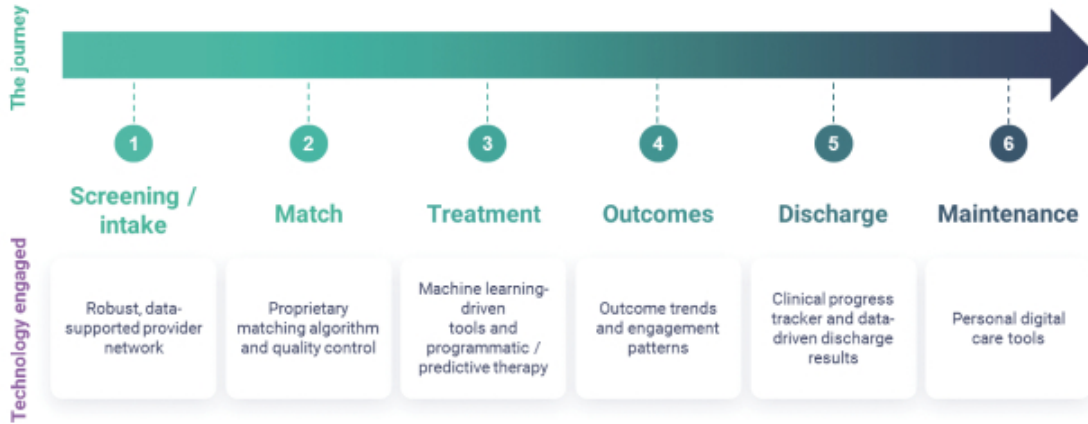 The journey
1
2
3
4
5
6
Screening /
intake
Match
Treatment
Outcomes
Discharge
Maintenance
Technology engaged
Robust, data-
supported provider
network
Proprietary
matching algorithm
and quality control
Machine learning-
driven
tools and
programmatic /
predictive therapy
Outcome trends
and engagement
patterns
Clinical progress
tracker and data-
driven discharge
results
Personal digital
care tools